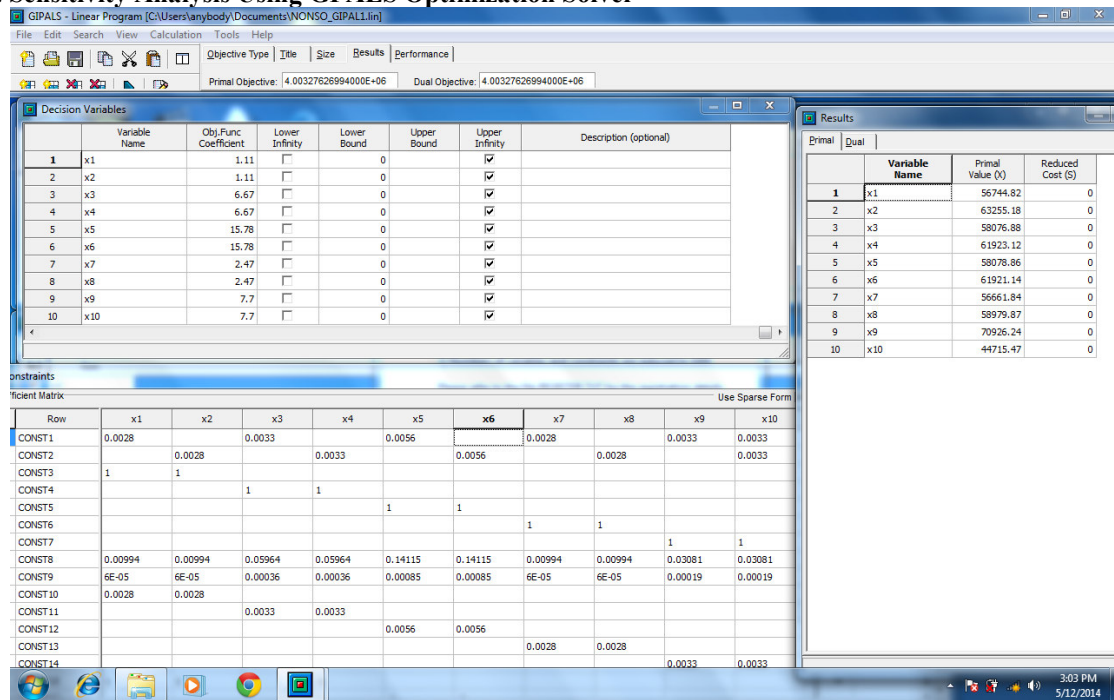 Sensitivity Analysis Using GIPALS Optimization Solver
GIPALS - Linear Program [C:\Users\anybody\Documents\NONSO_GIPAL1.lin]
File Edit Search View Calculation Tools Help
Objective Type Title Size Results Performance
Primal Objective: 4.00327626994000E+06 Dual Objective: 4.00327626994000E+06
Decision Variables
Variable Name Obj.Func Coefficient Lower Infinity Lower Bound Upper Bound Upper Infinity Description (optional)
1 x1 1.11 0
2 x2 1.11 0
3 x3 6.67 0
4 x4 6.67 0
5 x5 15.78 0
6 x6 15.78 0
7 x7 2.47 0
8 x8 2.47 0
9 x9 7.7 0
10 x10 7.7 0
Results
Primal Dual
Variable Name Primal Value (X) Reduced Cost (S)
1 x1 56744.82 0
2 x2 63255.18 0
3 x3 58076.88 0
4 x4 61923.12 0
5 x5 58078.86 0
6 x6 61921.14 0
7 x7 56661.84 0
8 x8 58979.87 0
9 x9 70926.24 0
10 x10 44715.47 0
onstraints
fficient Matrix Use Sparse Form
Row x1 x2 x3 x4 x5 x6 x7 x8 x9 x10
CONST1 0.0028 0.0033 0.0056 0.0028 0.0033 0.0033
CONST2 0.0028 0.0033 0.0056 0.0028 0.0033
CONST3 1 1
CONST4 1 1
CONST5 1 1
CONST6 1 1
CONST7 1 1
CONST8 0.00994 0.00994 0.05964 0.05964 0.14115 0.14115 0.00994 0.00994 0.03081 0.03081
CONST9 6E-05 6E-05 0.00036 0.00036 0.00085 0.00085 6E-05 6E-05 0.00019 0.00019
CONST10 0.0028 0.0028
CONST11 0.0033 0.0033
CONST12 0.0056 0.0056
CONST13 0.0028 0.0028
CONST14 0.0033 0.0033
3:03 PM
5/12/2014